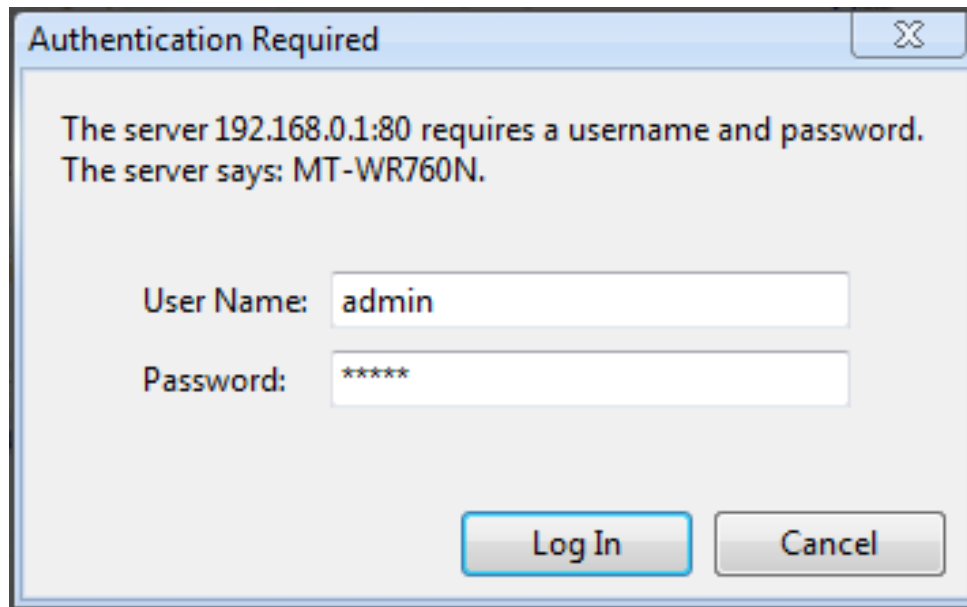 Authentication Required
The server 192.168.0.1:80 requires a username and password.
The server says: MT-WR760N.
User Name: admin
Password: *****
Log In Cancel